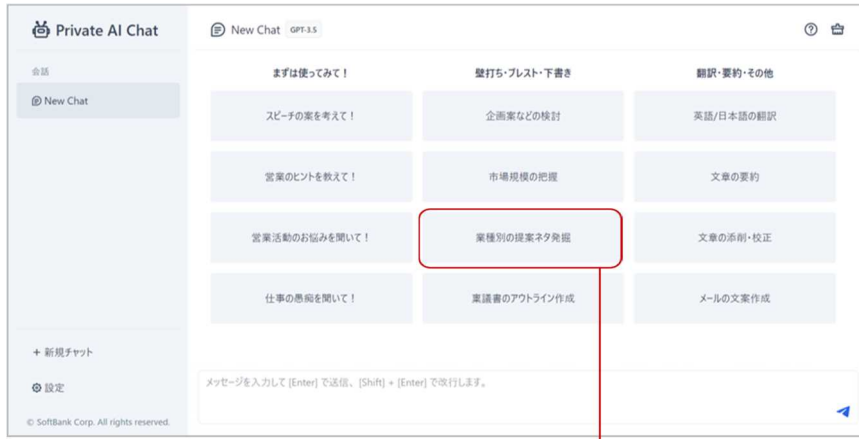 Private AI Chat
会話
New Chat
+ 新規チャット
設定
© SoftBank Corp. All rights reserved.
New Chat GPT-3.5
まずは使ってみて！
スピーチの案を考えて！
営業のヒントを教えて！
営業活動のお悩みを聞いて！
仕事の愚痴を聞いて！
壁打ち・ブレスト・下書き
企画案などの検討
市場規模の把握
業種別の提案ネタ発掘
稟議書のアウトライン作成
翻訳・要約・その他
英語/日本語の翻訳
文章の要約
文章の添削・校正
メールの文案作成
メッセージを入力して [Enter] で送信、[Shift] + [Enter] で改行します。